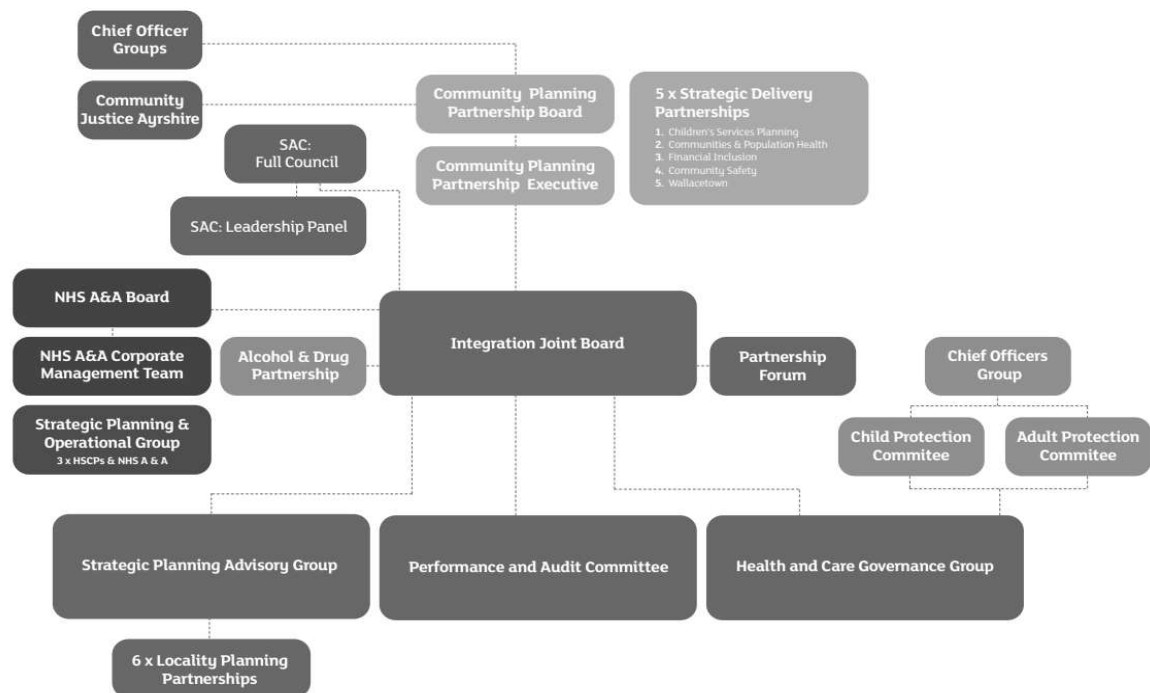 Chief Officer
Groups
Community
Justice Ayrshire
Community Planning
Partnership Board
5 x Strategic Delivery
Partnerships
1. Children's Services Planning
2. Communities & Population Health
3. Financial Inclusion
4. Community Safety
5. Wallacetown
SAC:
Full Council
Community Planning
Partnership Executive
SAC: Leadership Panel
NHS A&A Board
NHS A&A Corporate
Management Team
Alcohol & Drug
Partnership
Integration Joint Board
Partnership
Forum
Chief Officers
Group
Strategic Planning &
Operational Group
3 x HSCPs & NHS A & A
Child Protection
Commitee
Adult Protection
Commitee
Strategic Planning Advisory Group
Performance and Audit Committee
Health and Care Governance Group
6 x Locality Planning
Partnerships